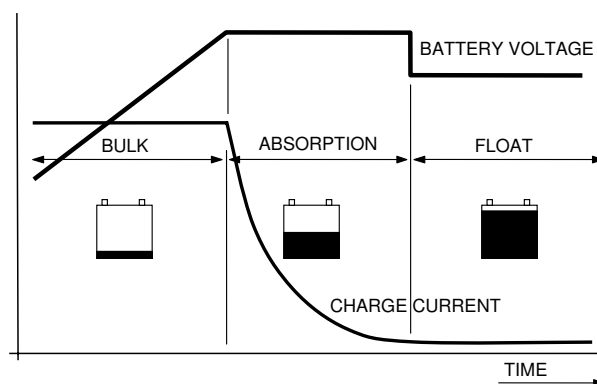 BATTERY VOLTAGE
BULK
ABSORPTION
FLOAT
CHARGE CURRENT
TIME